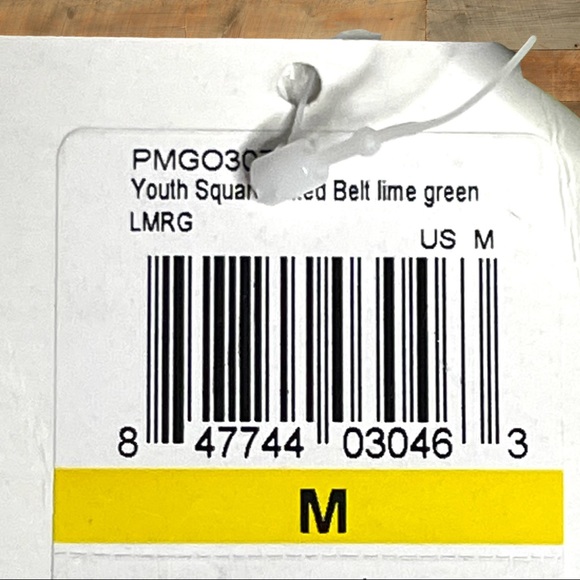 PMGO30
Youth Belt lime green
LMRG
US M
8 47744 03046 3
M